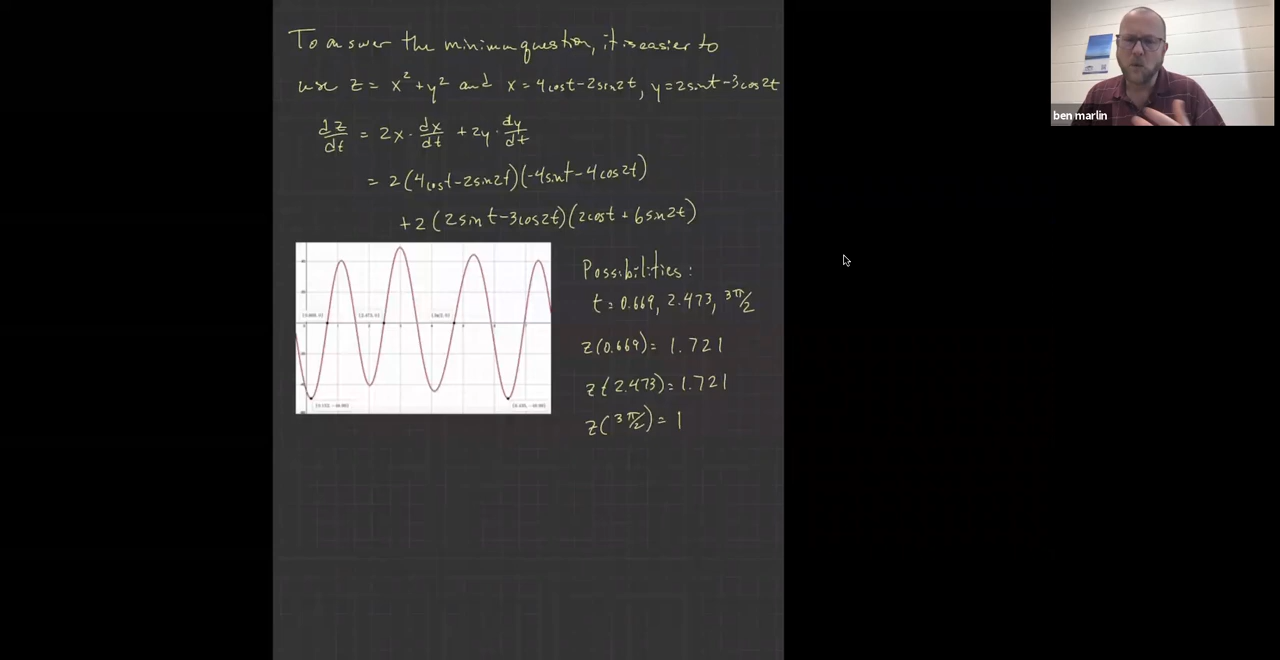 To answer the minimum question, it is easier to
use z = x² + y² and x = 4cost - 2sin2t, y = 2sint - 3cos2t
dz/dt = 2x · dx/dt + 2y · dy/dt
= 2(4cost - 2sin2t)(-4sint - 4cos2t)
+ 2(2sint - 3cos2t)(2cost + 6sin2t)
Possibilities:
t = 0.669, 2.473, 3π/2
z(0.669) = 1.721
z(2.473) = 1.721
z(3π/2) = 1
ben marlin